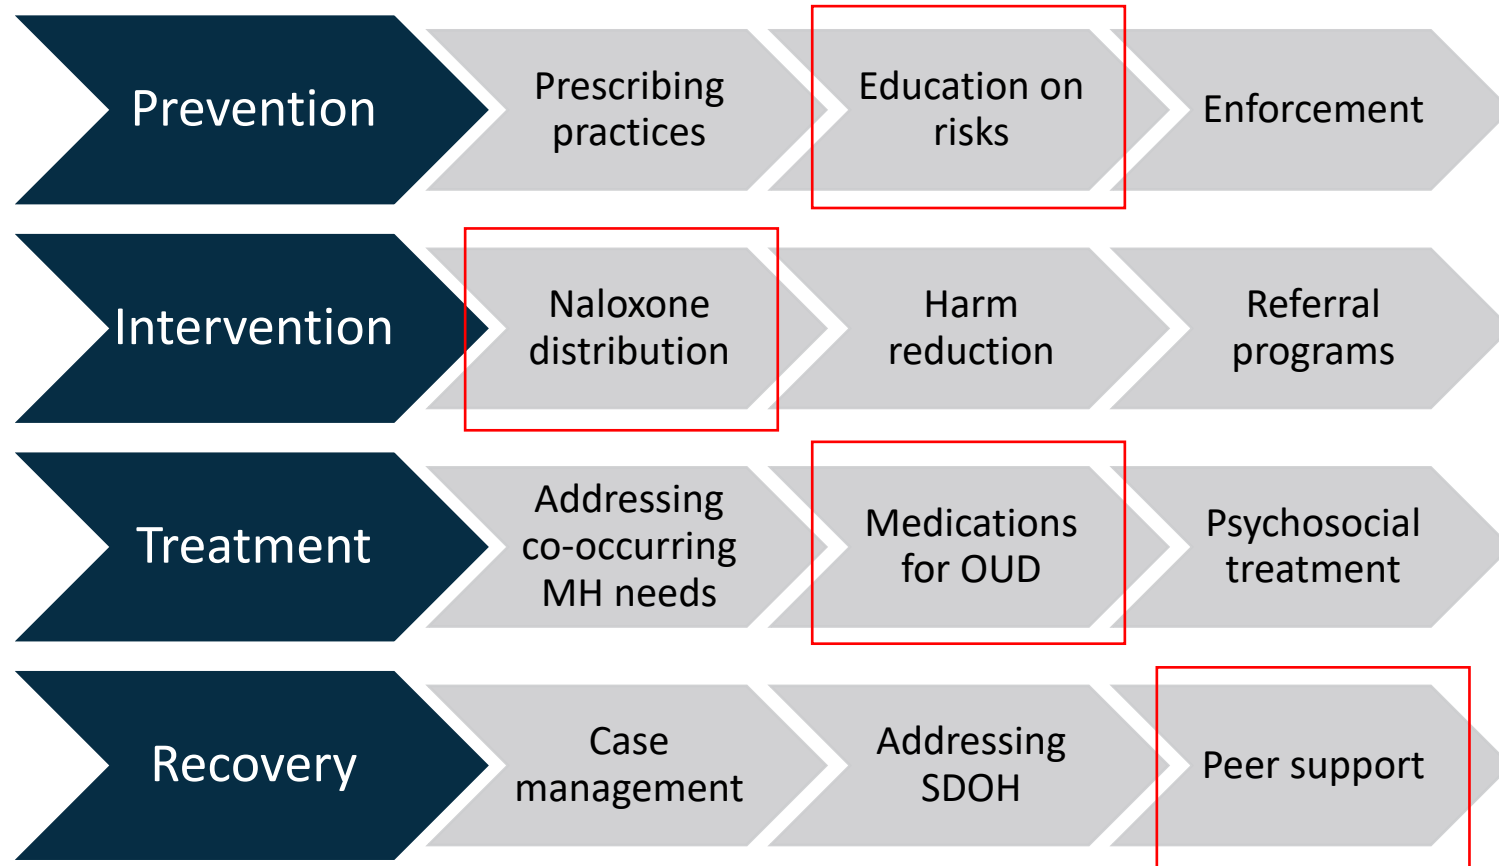 Prevention
Prescribing
practices
Education on
risks
Enforcement
Intervention
Naloxone
distribution
Harm
reduction
Referral
programs
Treatment
Addressing
co-occurring
MH needs
Medications
for OUD
Psychosocial
treatment
Recovery
Case
management
Addressing
SDOH
Peer support